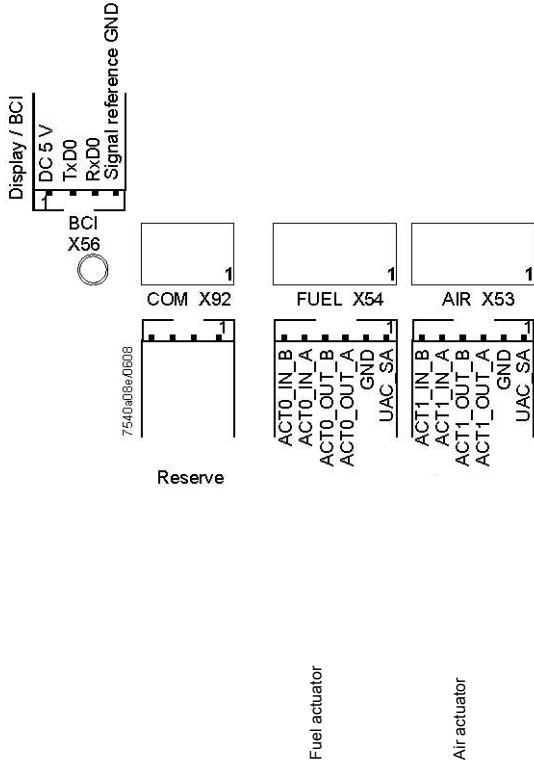 Display / BCI
DC 5 V
TxD0
RxD0
Signal reference GND
1
BCI
X56
1
1
1
COM X92
FUEL X54
AIR X53
1
1
1
7540a08e/0608
ACT0_IN_B
ACT0_IN_A
ACT0_OUT_B
ACT0_OUT_A
GND
UAC_SA
ACT1_IN_B
ACT1_IN_A
ACT1_OUT_B
ACT1_OUT_A
GND
UAC_SA
Reserve
Fuel actuator
Air actuator